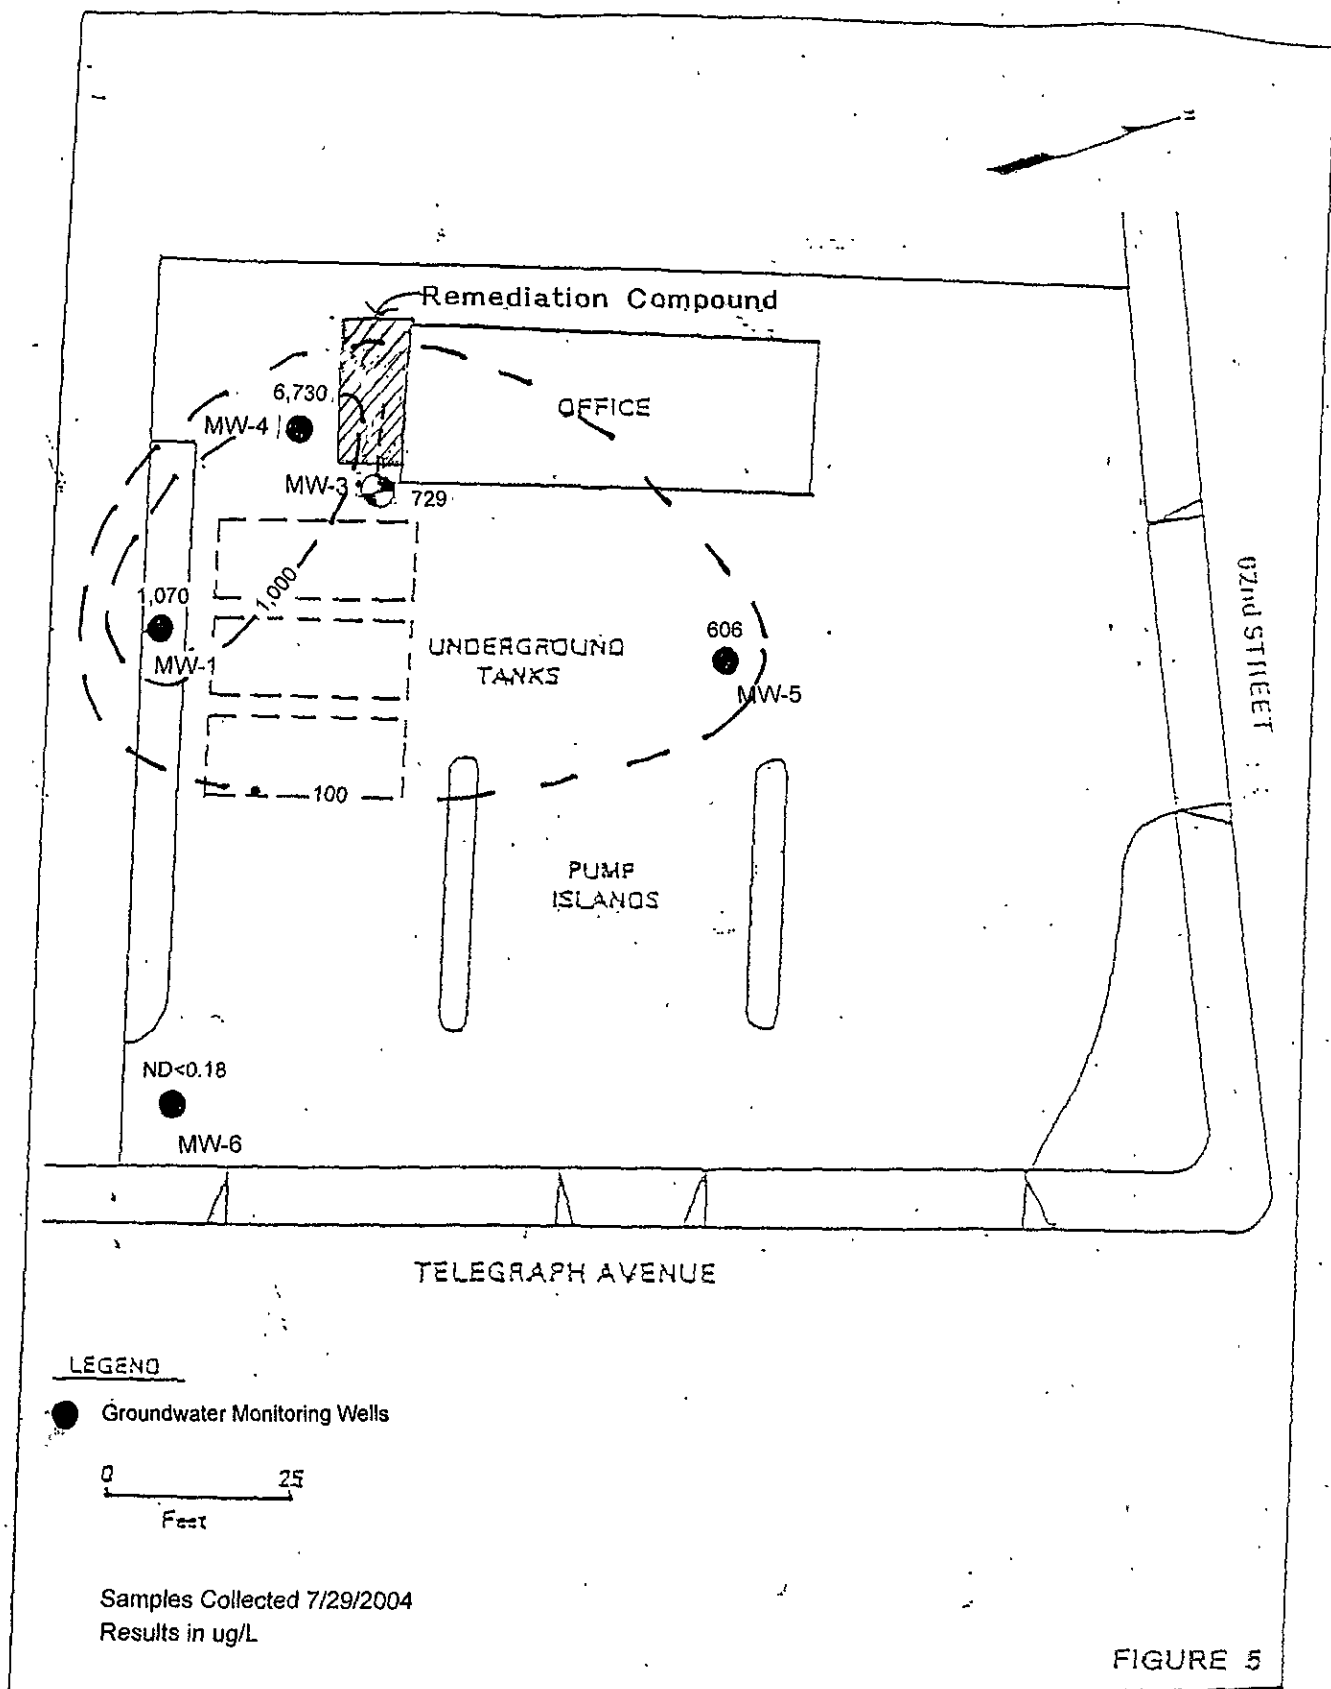 Remediation Compound
OFFICE
6,730
MW-4
MW-3
729
1,000
1,070
MW-1
UNDERGROUND
TANKS
606
MW-5
100
PUMP
ISLANDS
STREET
ND<0.18
MW-6
TELEGRAPH AVENUE
LEGEND
Groundwater Monitoring Wells
0 25
Feet
Samples Collected 7/29/2004
Results in ug/L
FIGURE 5